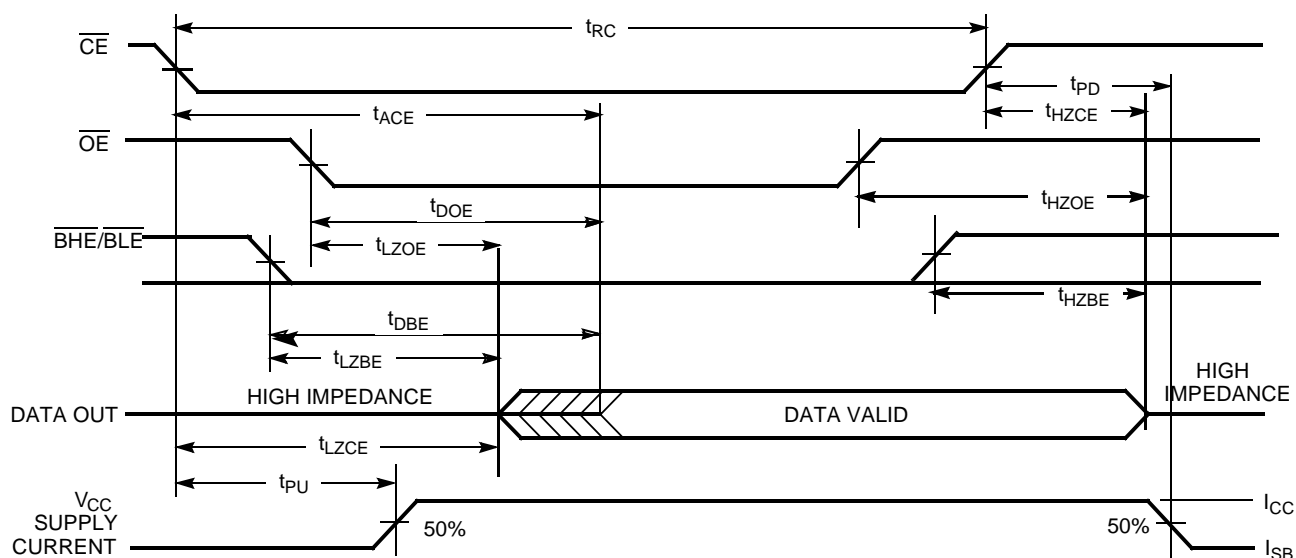 tRC
CE
tPD
tACE
tHZCE
OE
tDOE
tHZOE
BHE/BLE
tLZOE
tHZBE
tDBE
tLZBE
HIGH IMPEDANCE
HIGH
IMPEDANCE
DATA OUT
DATA VALID
tLZCE
tPU
VCC
SUPPLY
CURRENT
50%
50%
ICC
ISB